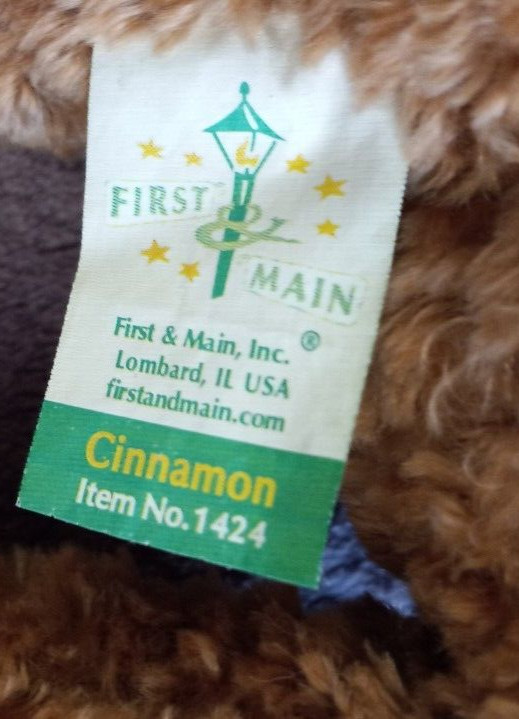 FIRST
&
MAIN
®
First & Main, Inc.
Lombard, IL USA
firstandmain.com
Cinnamon
Item No.1424